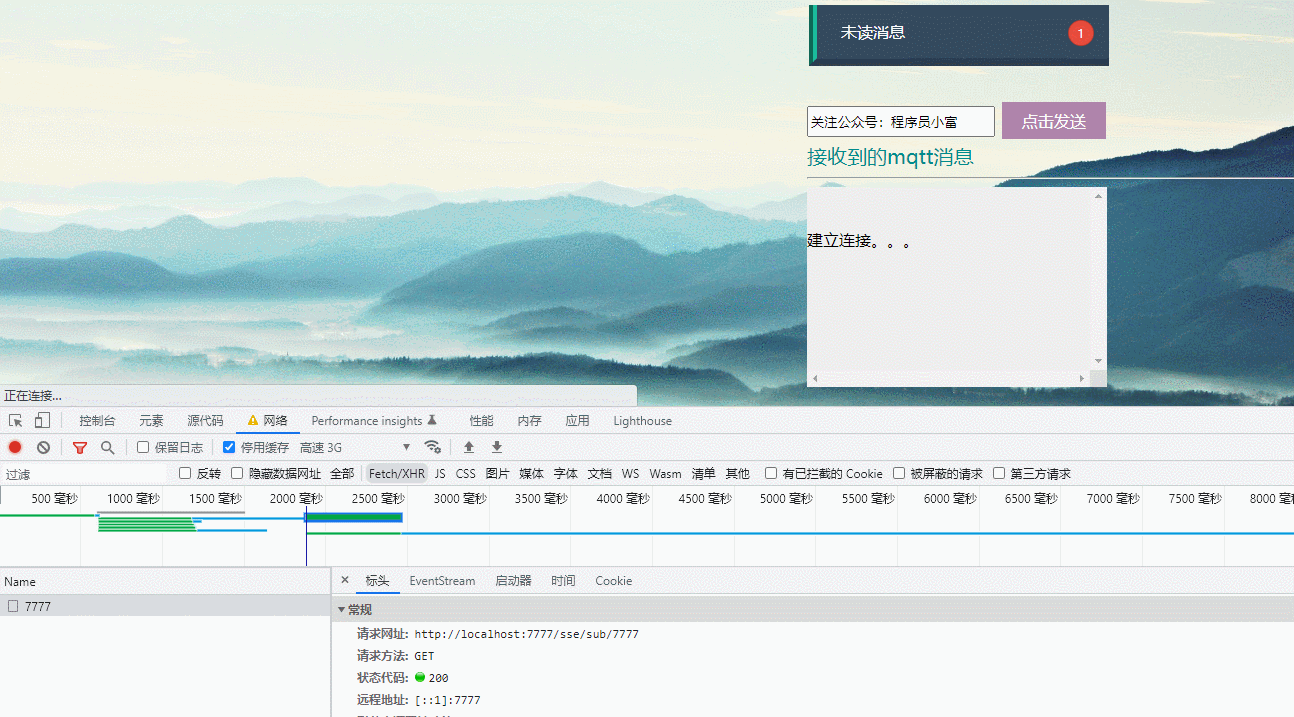 未读消息 1
关注公众号：程序员小富 点击发送
接收到的mqtt消息
建立连接。。。
正在连接...
控制台 元素 源代码 网络 Performance insights 性能 内存 应用 Lighthouse
保留日志 停用缓存 高速 3G
过滤 反转 隐藏数据网址 全部 Fetch/XHR JS CSS 图片 媒体 字体 文档 WS Wasm 清单 其他 有已拦截的 Cookie 被屏蔽的请求 第三方请求
500 毫秒 1000 毫秒 1500 毫秒 2000 毫秒 2500 毫秒 3000 毫秒 3500 毫秒 4000 毫秒 4500 毫秒 5000 毫秒 5500 毫秒 6000 毫秒 6500 毫秒 7000 毫秒 7500 毫秒 8000 毫
Name × 标头 EventStream 启动器 时间 Cookie
7777 常规
请求网址: http://localhost:7777/sse/sub/7777
请求方法: GET
状态代码: 200
远程地址: [::1]:7777